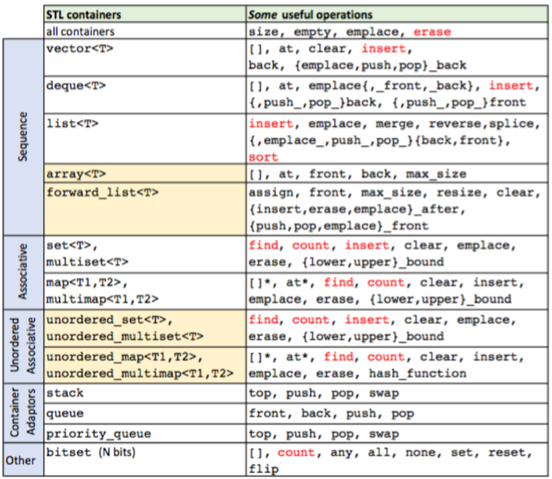 STL containers Some useful operations
all containers size, empty, emplace, erase
Sequence
vector<T> [], at, clear, insert,
back, {emplace,push,pop}_back
deque<T> [], at, emplace{,_front,_back}, insert,
{,push_,pop_}back, {,push_,pop_}front
list<T> insert, emplace, merge, reverse,splice,
{,emplace_,push_,pop_}{back,front},
sort
array<T> [], at, front, back, max_size
forward_list<T> assign, front, max_size, resize, clear,
{insert,erase,emplace}_after,
{push,pop,emplace}_front
Associative
set<T>, find, count, insert, clear, emplace,
multiset<T> erase, {lower,upper}_bound
map<T1,T2>, []*, at*, find, count, clear, insert,
multimap<T1,T2> emplace, erase, {lower,upper}_bound
Unordered
Associative
unordered_set<T>, find, count, insert, clear, emplace,
unordered_multiset<T> erase, {lower,upper}_bound
unordered_map<T1,T2>, []*, at*, find, count, clear, insert,
unordered_multimap<T1,T2> emplace, erase, hash_function
Container
Adaptors
stack top, push, pop, swap
queue front, back, push, pop
priority_queue top, push, pop, swap
Other
bitset (N bits) [], count, any, all, none, set, reset,
flip